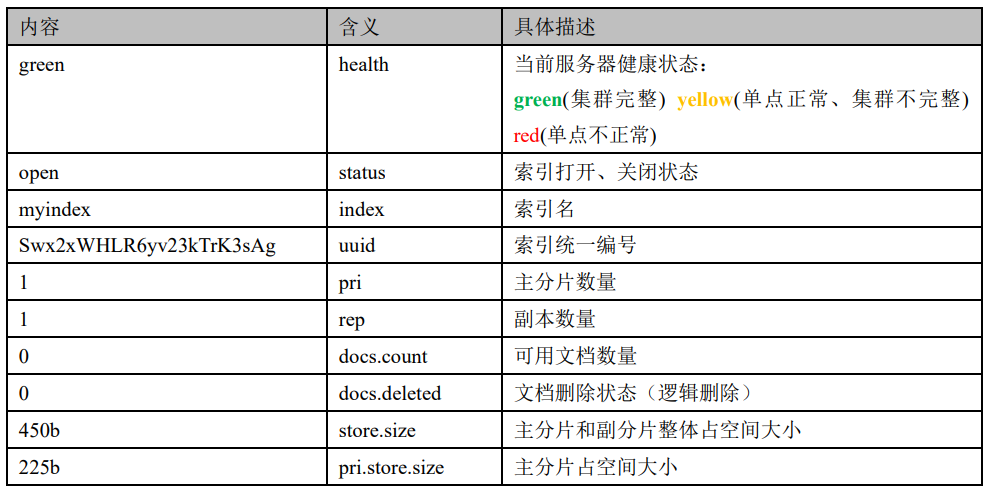 内容 含义 具体描述
green health 当前服务器健康状态：
green(集群完整) yellow(单点正常、集群不完整)
red(单点不正常)
open status 索引打开、关闭状态
myindex index 索引名
Swx2xWHLR6yv23kTrK3sAg uuid 索引统一编号
1 pri 主分片数量
1 rep 副本数量
0 docs.count 可用文档数量
0 docs.deleted 文档删除状态（逻辑删除）
450b store.size 主分片和副分片整体占空间大小
225b pri.store.size 主分片占空间大小